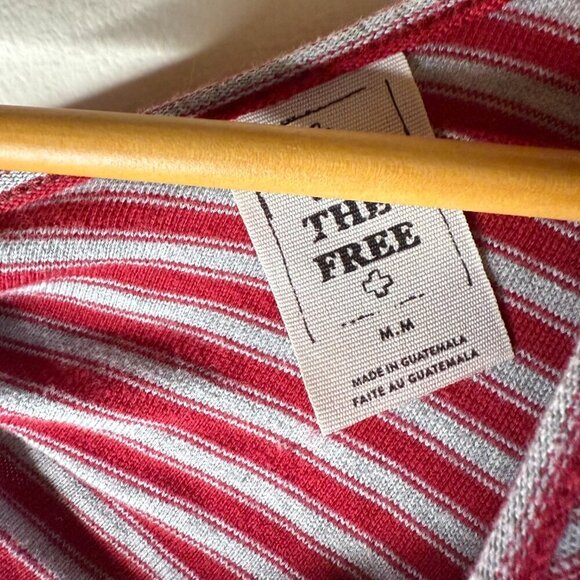 THE
FREE
M.M
MADE IN GUATEMALA
FAITE AU GUATEMALA